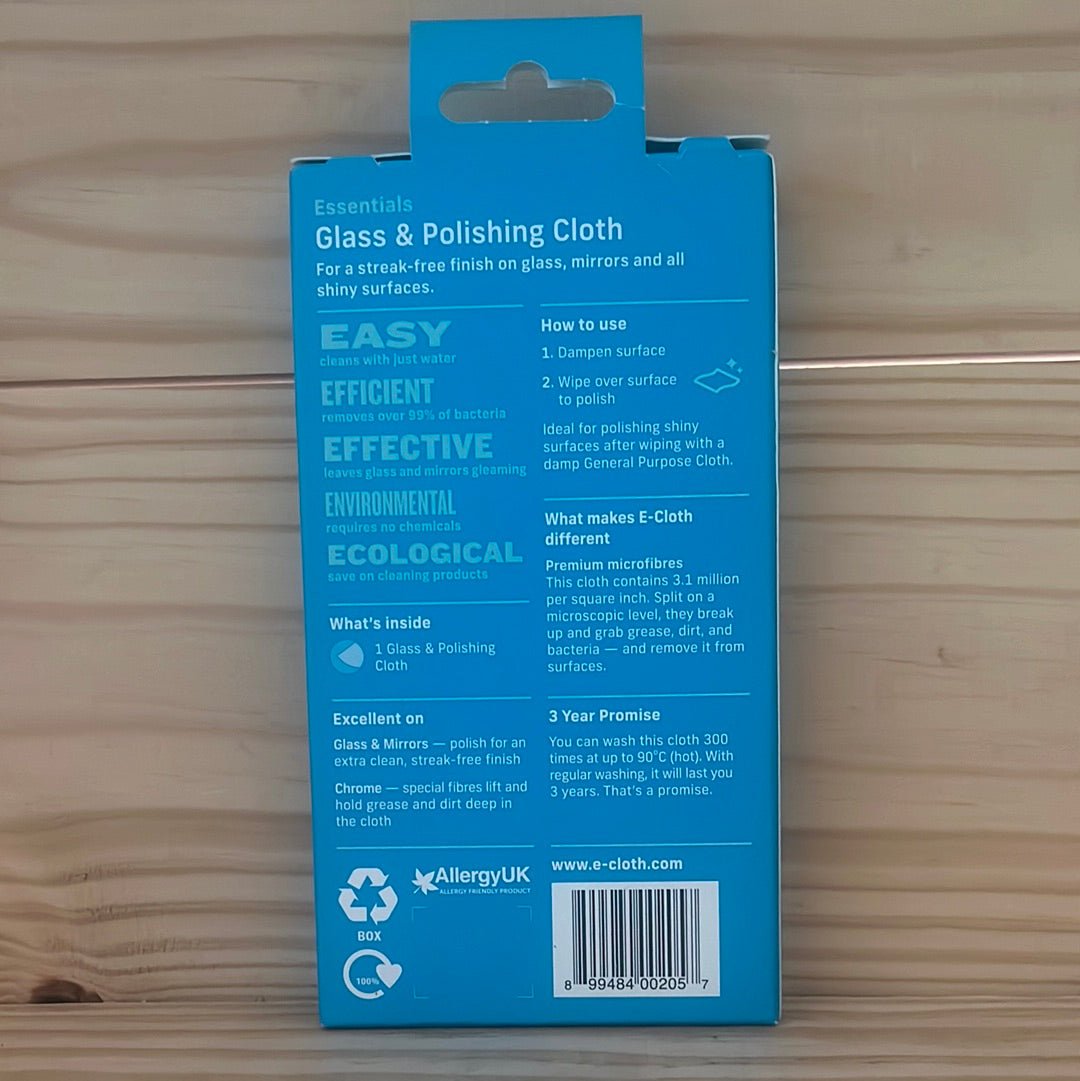 Essentials
Glass & Polishing Cloth
For a streak-free finish on glass, mirrors and all
shiny surfaces.
EASY
cleans with just water
EFFICIENT
removes over 99% of bacteria
EFFECTIVE
leaves glass and mirrors gleaming
ENVIRONMENTAL
requires no chemicals
ECOLOGICAL
save on cleaning products
What's inside
1 Glass & Polishing
Cloth
Excellent on
Glass & Mirrors — polish for an
extra clean, streak-free finish
Chrome — special fibres lift and
hold grease and dirt deep in
the cloth
How to use
1. Dampen surface
2. Wipe over surface
to polish
Ideal for polishing shiny
surfaces after wiping with a
damp General Purpose Cloth.
What makes E-Cloth
different
Premium microfibres
This cloth contains 3.1 million
per square inch. Split on a
microscopic level, they break
up and grab grease, dirt, and
bacteria — and remove it from
surfaces.
3 Year Promise
You can wash this cloth 300
times at up to 90°C (hot). With
regular washing, it will last you
3 years. That's a promise.
BOX
100%
AllergyUK
ALLERGY FRIENDLY PRODUCT
www.e-cloth.com
8 99484 00205 7